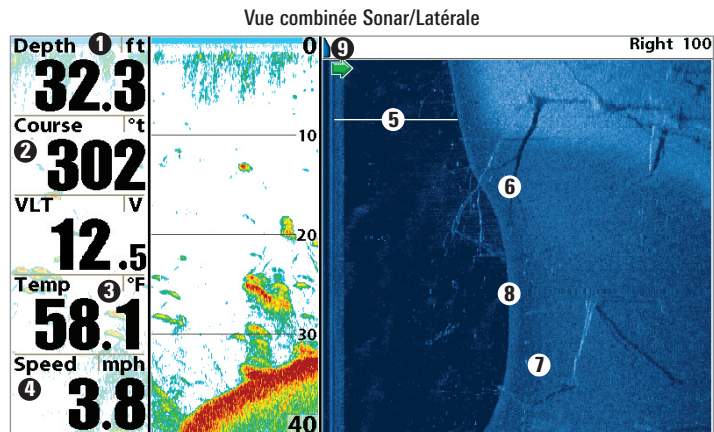 Vue combinée Sonar/Latérale
Depth 1 ft
32.3
Course °t
2 302
VLT V
12.5
Temp 3 °F
58.1
Speed mph
4 3.8
0
10
20
30
40
9 Right 100
5
6
8
7